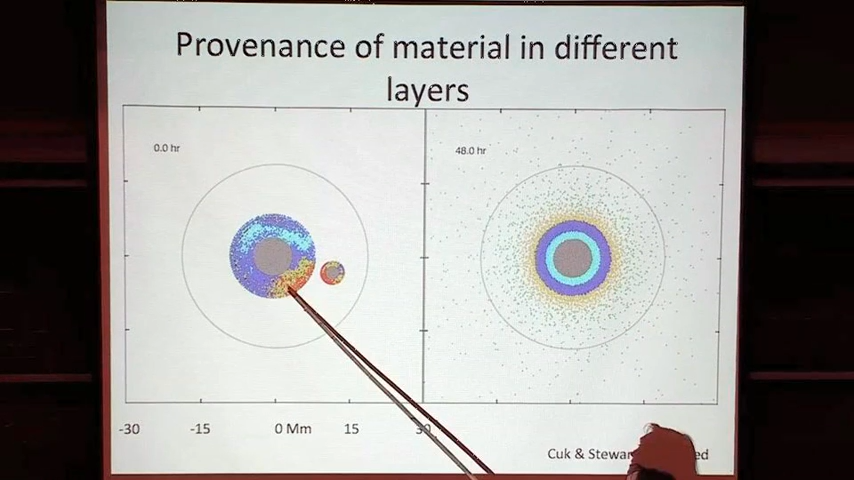 Provenance of material in different
layers
0.0 hr
48.0 hr
-30 -15 0 Mm 15 30
Cuk & Stewar